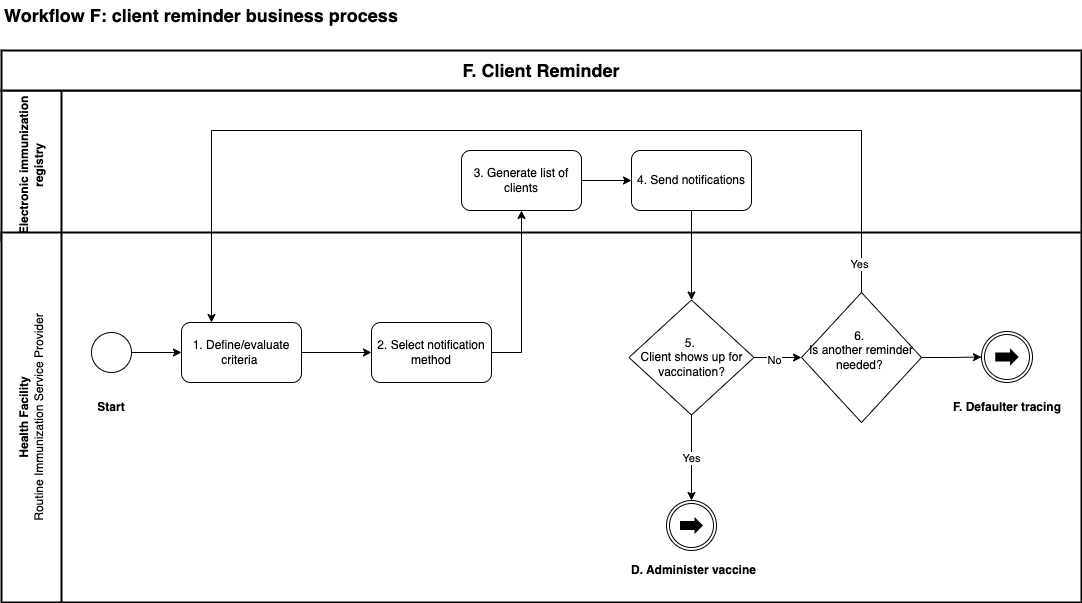 Workflow F: client reminder business process
F. Client Reminder
Electronic immunization
registry
3. Generate list of
clients
4. Send notifications
Yes
Health Facility
Routine Immunization Service Provider
1. Define/evaluate
criteria
2. Select notification
method
5.
Client shows up for
vaccination?
No
6.
Is another reminder
needed?
Start
F. Defaulter tracing
Yes
D. Administer vaccine